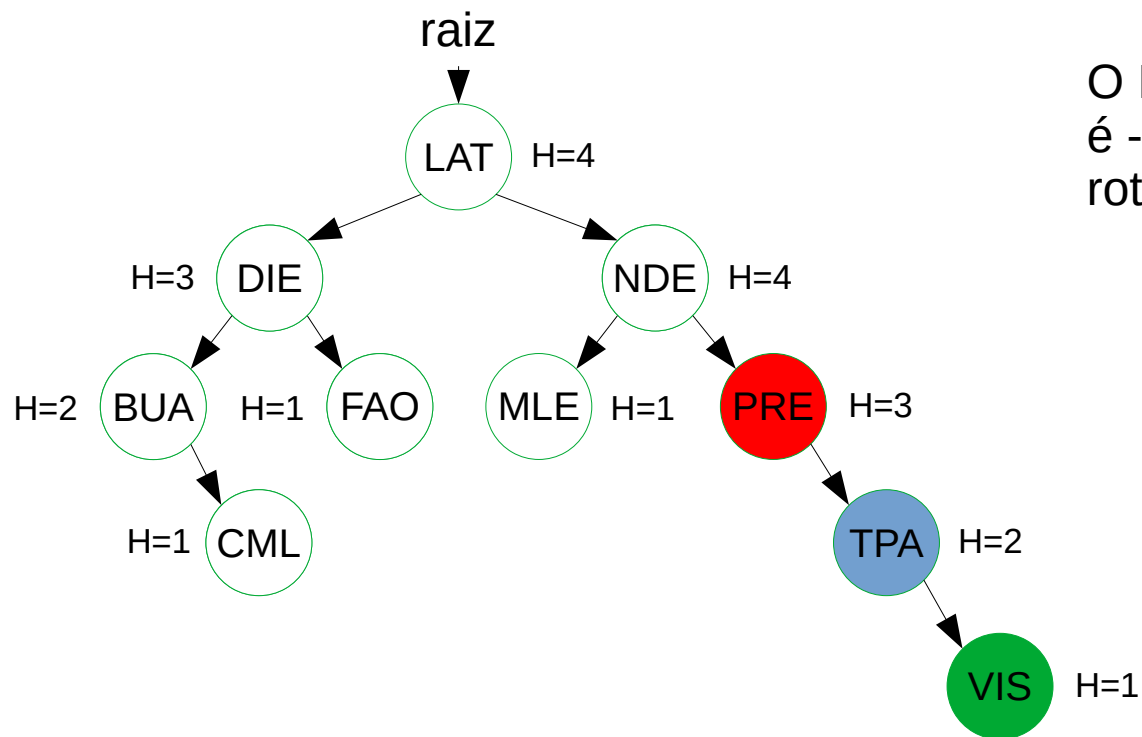 raiz
O
é -
rot
LAT H=4
H=3 DIE NDE H=4
H=2 BUA H=1 FAO MLE H=1 PRE H=3
H=1 CML TPA H=2
VIS H=1